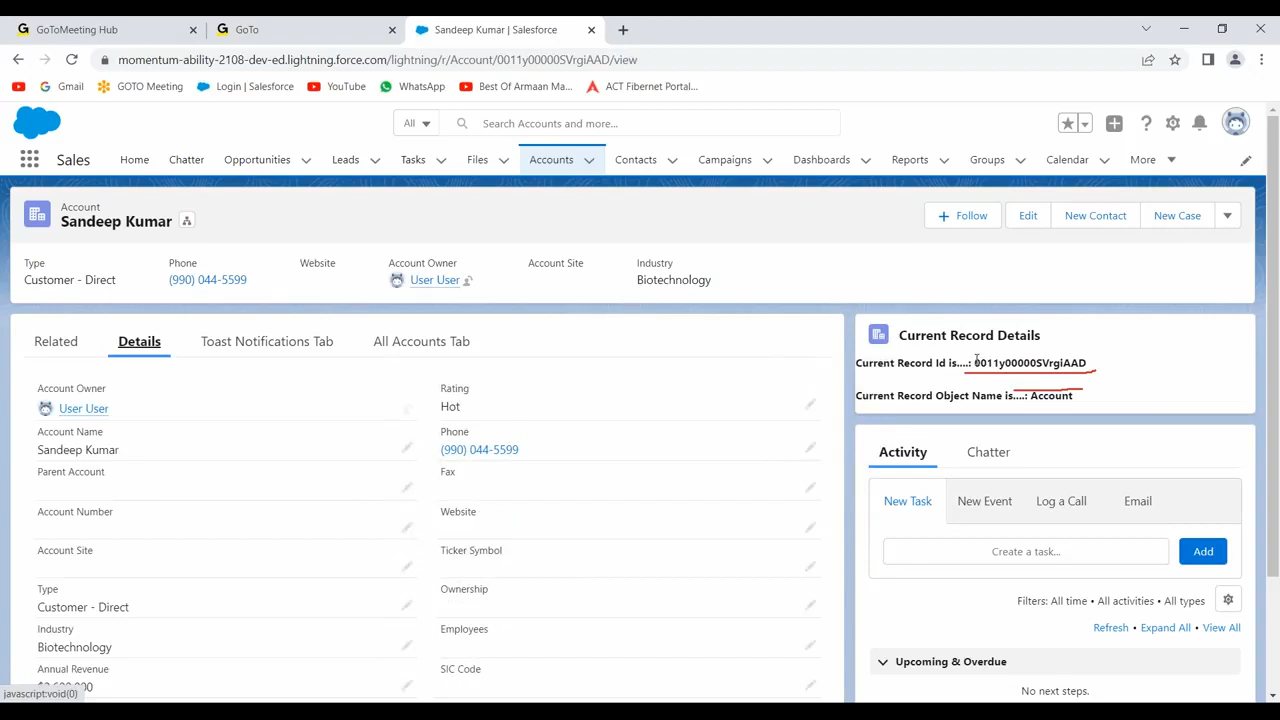 GoToMeeting Hub
GoTo
Sandeep Kumar | Salesforce
momentum-ability-2108-dev-ed.lightning.force.com/lightning/r/Account/0011y00000SVrgiAAD/view
Gmail
GOTO Meeting
Login | Salesforce
YouTube
WhatsApp
Best Of Armaan Ma...
ACT Fibernet Portal...
All
Search Accounts and more...
Sales
Home
Chatter
Opportunities
Leads
Tasks
Files
Accounts
Contacts
Campaigns
Dashboards
Reports
Groups
Calendar
More
Account
Sandeep Kumar
Follow
Edit
New Contact
New Case
Type
Phone
Website
Account Owner
Account Site
Industry
Customer - Direct
(990) 044-5599
User User
Biotechnology
Related
Details
Toast Notifications Tab
All Accounts Tab
Account Owner
User User
Rating
Hot
Account Name
Sandeep Kumar
Phone
(990) 044-5599
Parent Account
Fax
Account Number
Website
Account Site
Ticker Symbol
Type
Customer - Direct
Ownership
Industry
Biotechnology
Employees
Annual Revenue
SIC Code
javascript:void(0)
Current Record Details
Current Record Id is....: 0011y00000SVrgiAAD
Current Record Object Name is....: Account
Activity
Chatter
New Task
New Event
Log a Call
Email
Create a task...
Add
Filters: All time • All activities • All types
Refresh • Expand All • View All
Upcoming & Overdue
No next steps.